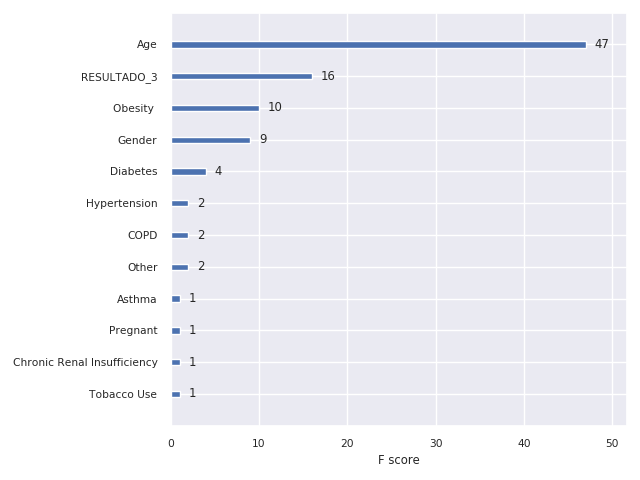 Age 47
RESULTADO_3 16
Obesity 10
Gender 9
Diabetes 4
Hypertension 2
COPD 2
Other 2
Asthma 1
Pregnant 1
Chronic Renal Insufficiency 1
Tobacco Use 1
0 10 20 30 40 50
F score